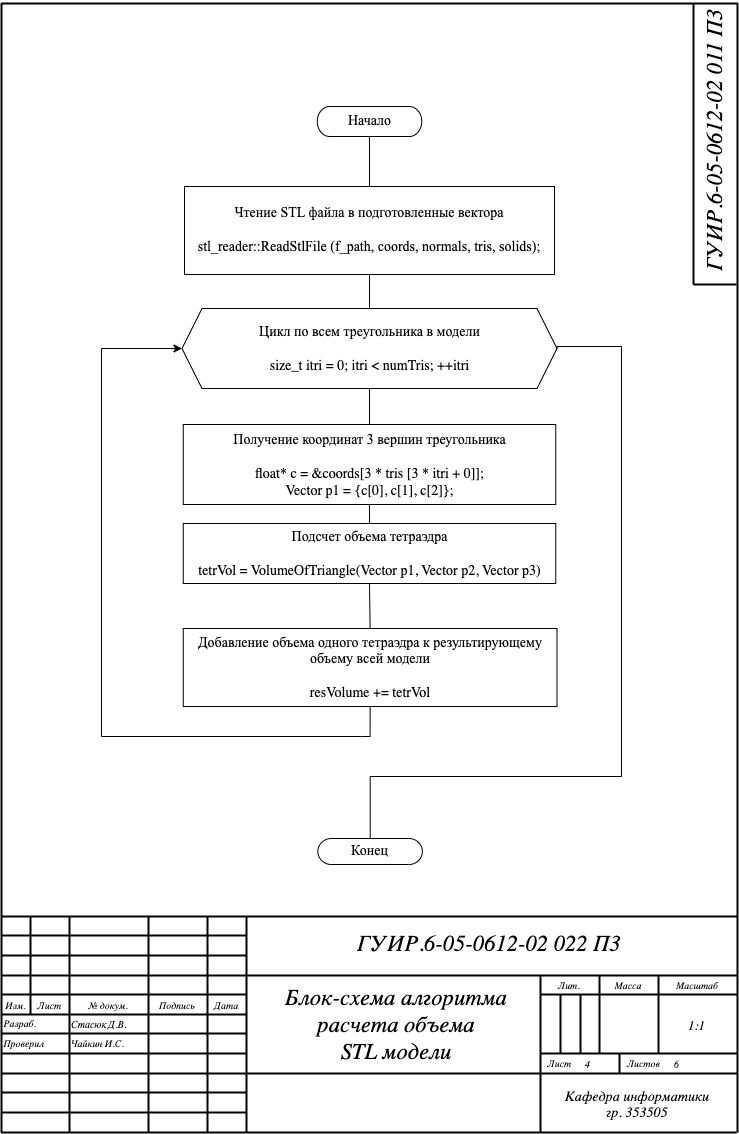 ГУИР.6-05-0612-02 011 ПЗ
Начало
Чтение STL файла в подготовленные вектора
stl_reader::ReadStlFile (f_path, coords, normals, tris, solids);
Цикл по всем треугольника в модели
size_t itri = 0; itri < numTris; ++itri
Получение координат 3 вершин треугольника
float* c = &coords[3 * tris [3 * itri + 0]];
Vector p1 = {c[0], c[1], c[2]};
Подсчет объема тетраэдра
tetrVol = VolumeOfTriangle(Vector p1, Vector p2, Vector p3)
Добавление объема одного тетраэдра к результирующему
объему всей модели
resVolume += tetrVol
Конец
ГУИР.6-05-0612-02 022 ПЗ
Изм. Лист № докум. Подпись Дата
Разраб. Стасюк Д.В.
Проверил Чайкин И.С.
Блок-схема алгоритма
расчета объема
STL модели
Лит. Масса Масштаб
1:1
Лист 4 Листов 6
Кафедра информатики
гр. 353505